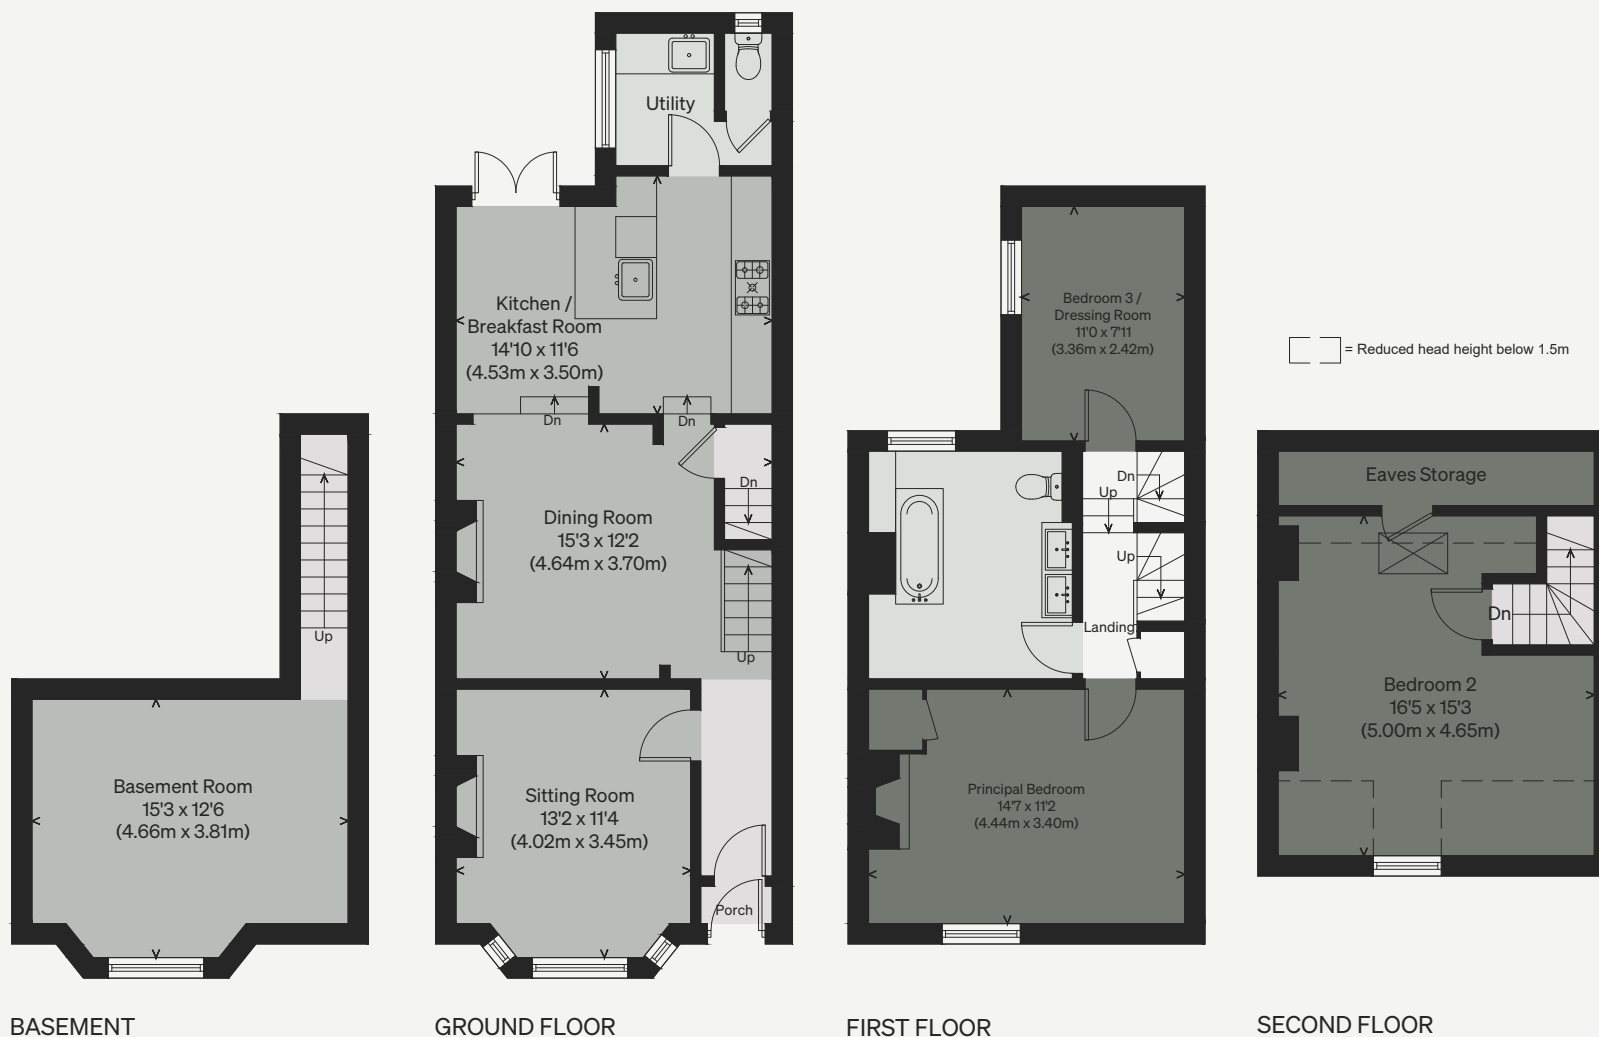 Utility
Kitchen /
Breakfast Room
14'10 x 11'6
(4.53m x 3.50m)
Dn
Dn
Dining Room
15'3 x 12'2
(4.64m x 3.70m)
Dn
Up
Sitting Room
13'2 x 11'4
(4.02m x 3.45m)
Porch
Up
Basement Room
15'3 x 12'6
(4.66m x 3.81m)
Bedroom 3 /
Dressing Room
11'0 x 7'11
(3.36m x 2.42m)
Dn
Up
Up
Landing
Principal Bedroom
14'7 x 11'2
(4.44m x 3.40m)
= Reduced head height below 1.5m
Eaves Storage
Dn
Bedroom 2
16'5 x 15'3
(5.00m x 4.65m)
BASEMENT
GROUND FLOOR
FIRST FLOOR
SECOND FLOOR